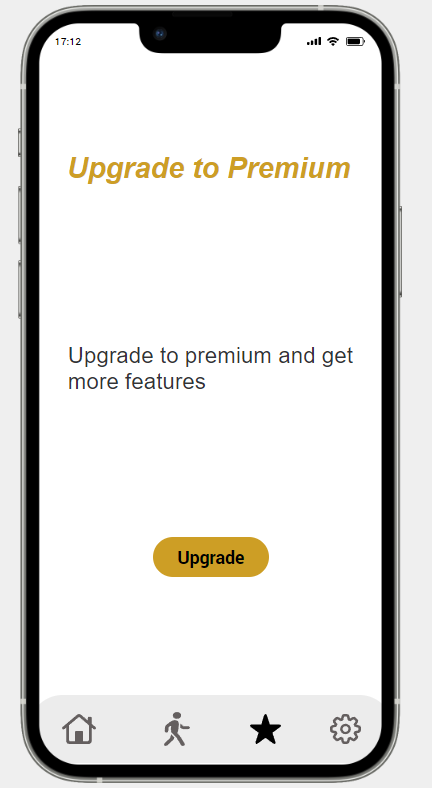 17:12
Upgrade to Premium
Upgrade to premium and get
more features
Upgrade